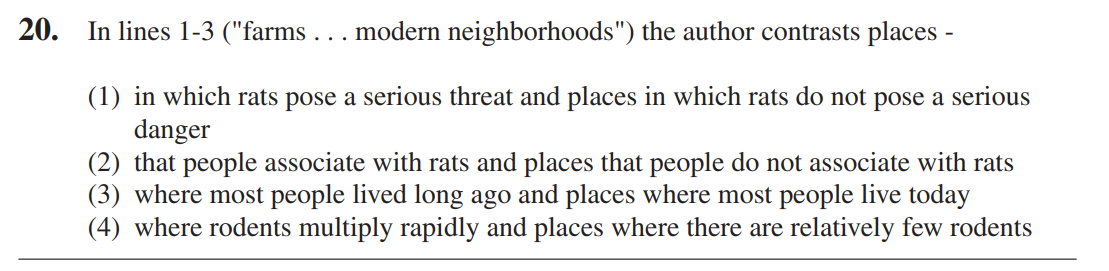 20. In lines 1-3 ("farms . . . modern neighborhoods") the author contrasts places -
(1) in which rats pose a serious threat and places in which rats do not pose a serious
danger
(2) that people associate with rats and places that people do not associate with rats
(3) where most people lived long ago and places where most people live today
(4) where rodents multiply rapidly and places where there are relatively few rodents